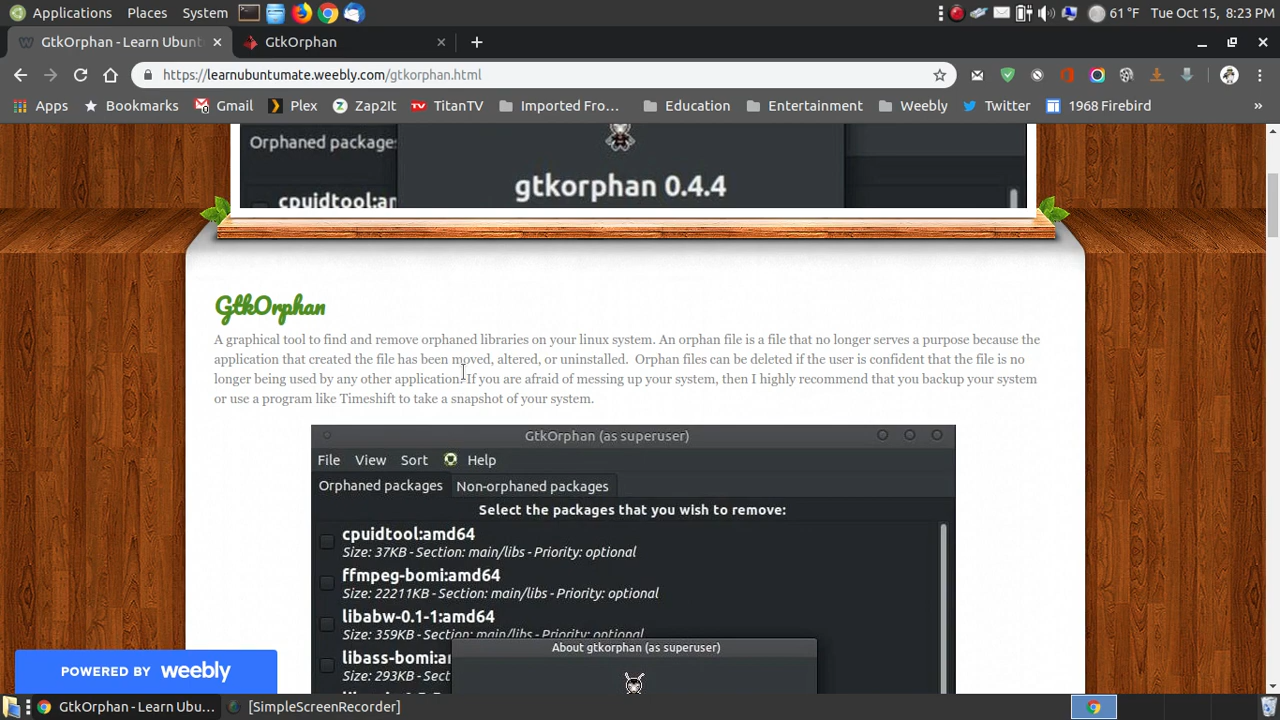 Applications Places System 61 °F Tue Oct 15, 8:23 PM
GtkOrphan - Learn Ubunt
GtkOrphan
https://learnubuntumate.weebly.com/gtkorphan.html
Apps Bookmarks Gmail Plex Zap2It TitanTV Imported Fro... Education Entertainment Weebly Twitter 1968 Firebird »
Orphaned package
gtkorphan 0.4.4
cpuidtool:an
GtkOrphan
A graphical tool to find and remove orphaned libraries on your linux system. An orphan file is a file that no longer serves a purpose because the
application that created the file has been moved, altered, or uninstalled. Orphan files can be deleted if the user is confident that the file is no
longer being used by any other application. If you are afraid of messing up your system, then I highly recommend that you backup your system
or use a program like Timeshift to take a snapshot of your system.
GtkOrphan (as superuser)
File View Sort Help
Orphaned packages Non-orphaned packages
Select the packages that you wish to remove:
cpuidtool:amd64
Size: 37KB - Section: main/libs - Priority: optional
ffmpeg-bomi:amd64
Size: 22211KB - Section: main/libs - Priority: optional
libabw-0.1-1:amd64
Size: 359KB - Section: main/libs - Priority: optional
About gtkorphan (as superuser)
libass-bomi:a
Size: 293KB - Se
POWERED BY weebly
GtkOrphan - Learn Ubu... [SimpleScreenRecorder]